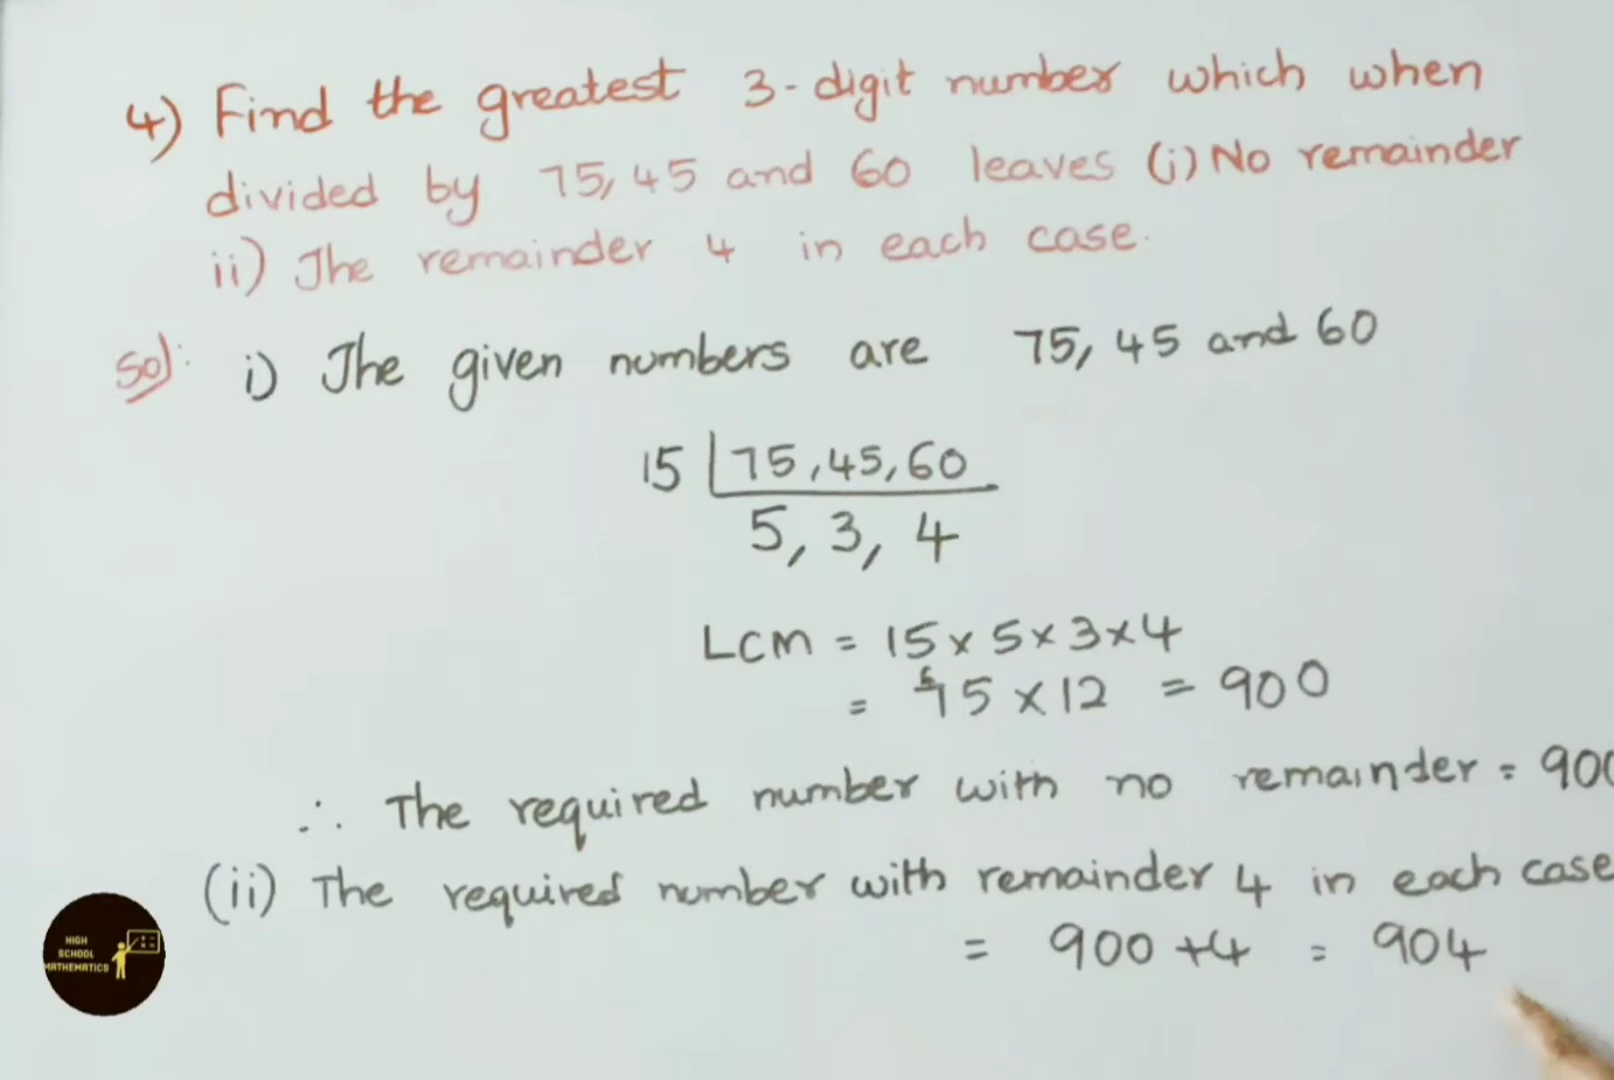 4) Find the greatest 3-digit number which when
divided by 75, 45 and 60 leaves (i) No remainder
ii) The remainder 4 in each case.
Sol: i) The given numbers are 75, 45 and 60
15 | 75, 45, 60
5, 3, 4
LCM = 15 x 5 x 3 x 4
= 75 x 12 = 900
∴ The required number with no remainder = 900
(ii) The required number with remainder 4 in each case
= 900 + 4 = 904
HIGH
SCHOOL
MATHEMATICS